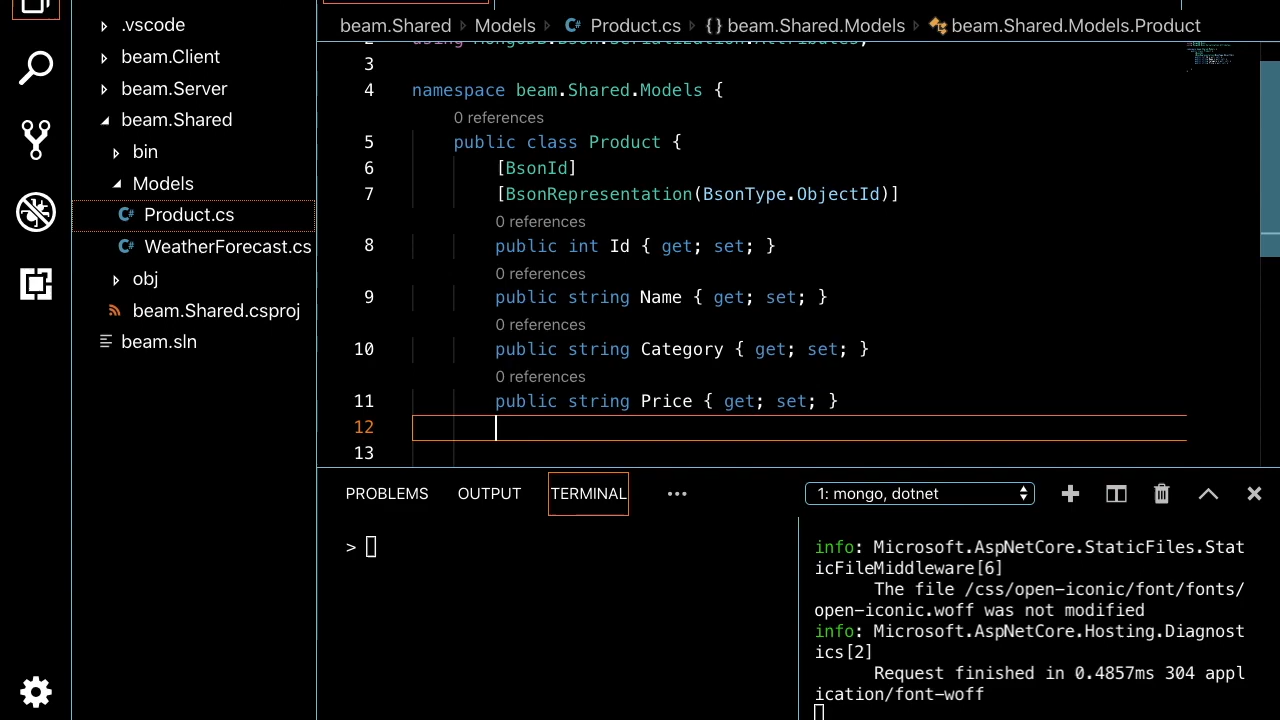 beam.Shared › Models › C# Product.cs › {} beam.Shared.Models › beam.Shared.Models.Product
.vscode
beam.Client
beam.Server
beam.Shared
bin
Models
C# Product.cs
C# WeatherForecast.cs
obj
beam.Shared.csproj
beam.sln
2 using MongoDB.Bson.Serialization.Attributes;
3
4 namespace beam.Shared.Models {
0 references
5 public class Product {
6 [BsonId]
7 [BsonRepresentation(BsonType.ObjectId)]
0 references
8 public int Id { get; set; }
0 references
9 public string Name { get; set; }
0 references
10 public string Category { get; set; }
0 references
11 public string Price { get; set; }
12
13
PROBLEMS OUTPUT TERMINAL ••• 1: mongo, dotnet
>
info: Microsoft.AspNetCore.StaticFiles.Stat
icFileMiddleware[6]
The file /css/open-iconic/font/fonts/
open-iconic.woff was not modified
info: Microsoft.AspNetCore.Hosting.Diagnost
ics[2]
Request finished in 0.4857ms 304 appl
ication/font-woff